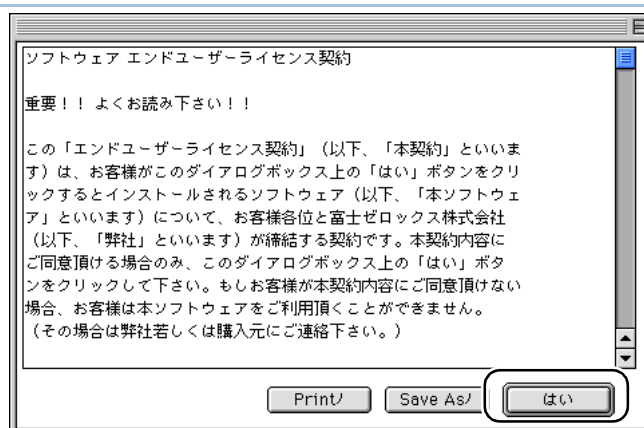 ソフトウェア エンドユーザーライセンス契約
重要！！ よくお読み下さい！！
この「エンドユーザーライセンス契約」（以下、「本契約」といいま
す）は、お客様がこのダイアログボックス上の「はい」ボタンをクリ
ックするとインストールされるソフトウェア（以下、「本ソフトウェ
ア」といいます）について、お客様各位と富士ゼロックス株式会社
（以下、「弊社」といいます）が締結する契約です。本契約内容に
ご同意頂ける場合のみ、このダイアログボックス上の「はい」ボタ
ンをクリックして下さい。もしお客様が本契約内容にご同意頂けない
場合、お客様は本ソフトウェアをご利用頂くことができません。
（その場合は弊社若しくは購入元にご連絡下さい。）
Printﾉ Save Asﾉ はい